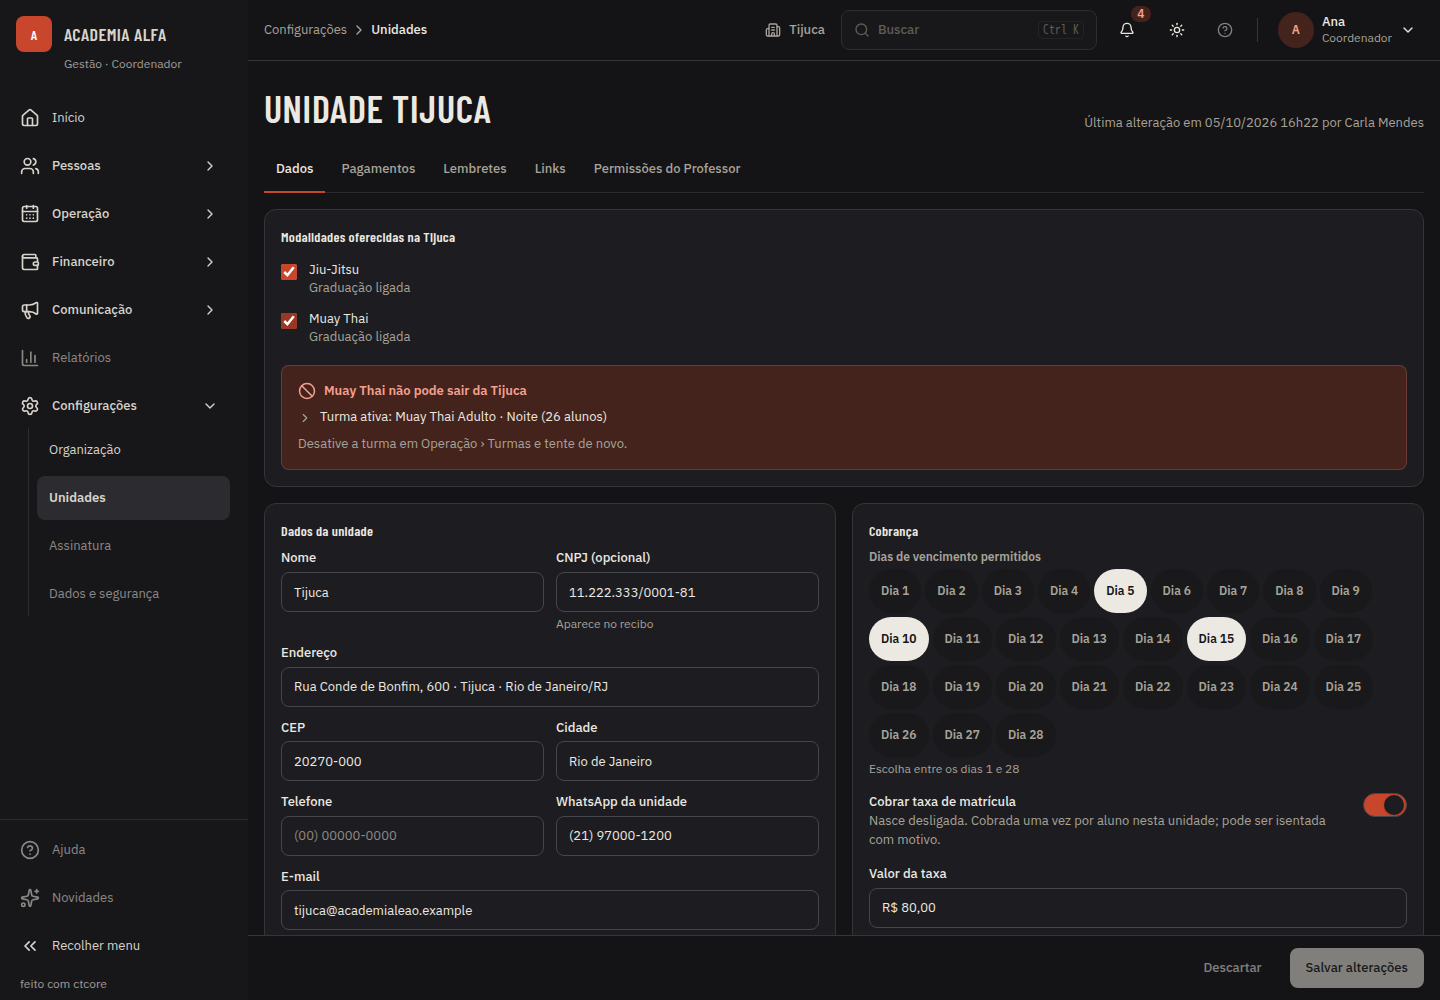 A
ACADEMIA ALFA
Gestão · Coordenador
Início
Pessoas
Operação
Financeiro
Comunicação
Relatórios
Configurações
Organização
Unidades
Assinatura
Dados e segurança
Ajuda
Novidades
Recolher menu
feito com ctcore
Configurações > Unidades
Tijuca
Buscar
Ctrl K
4
A
Ana
Coordenador
UNIDADE TIJUCA
Última alteração em 05/10/2026 16h22 por Carla Mendes
Dados
Pagamentos
Lembretes
Links
Permissões do Professor
Modalidades oferecidas na Tijuca
Jiu-Jitsu
Graduação ligada
Muay Thai
Graduação ligada
Muay Thai não pode sair da Tijuca
Turma ativa: Muay Thai Adulto · Noite (26 alunos)
Desative a turma em Operação › Turmas e tente de novo.
Dados da unidade
Nome
Tijuca
CNPJ (opcional)
11.222.333/0001-81
Aparece no recibo
Endereço
Rua Conde de Bonfim, 600 · Tijuca · Rio de Janeiro/RJ
CEP
20270-000
Cidade
Rio de Janeiro
Telefone
(00) 00000-0000
WhatsApp da unidade
(21) 97000-1200
E-mail
tijuca@academialeao.example
Cobrança
Dias de vencimento permitidos
Dia 1 Dia 2 Dia 3 Dia 4 Dia 5 Dia 6 Dia 7 Dia 8 Dia 9
Dia 10 Dia 11 Dia 12 Dia 13 Dia 14 Dia 15 Dia 16 Dia 17
Dia 18 Dia 19 Dia 20 Dia 21 Dia 22 Dia 23 Dia 24 Dia 25
Dia 26 Dia 27 Dia 28
Escolha entre os dias 1 e 28
Cobrar taxa de matrícula
Nasce desligada. Cobrada uma vez por aluno nesta unidade; pode ser isentada
com motivo.
Valor da taxa
R$ 80,00
Descartar
Salvar alterações